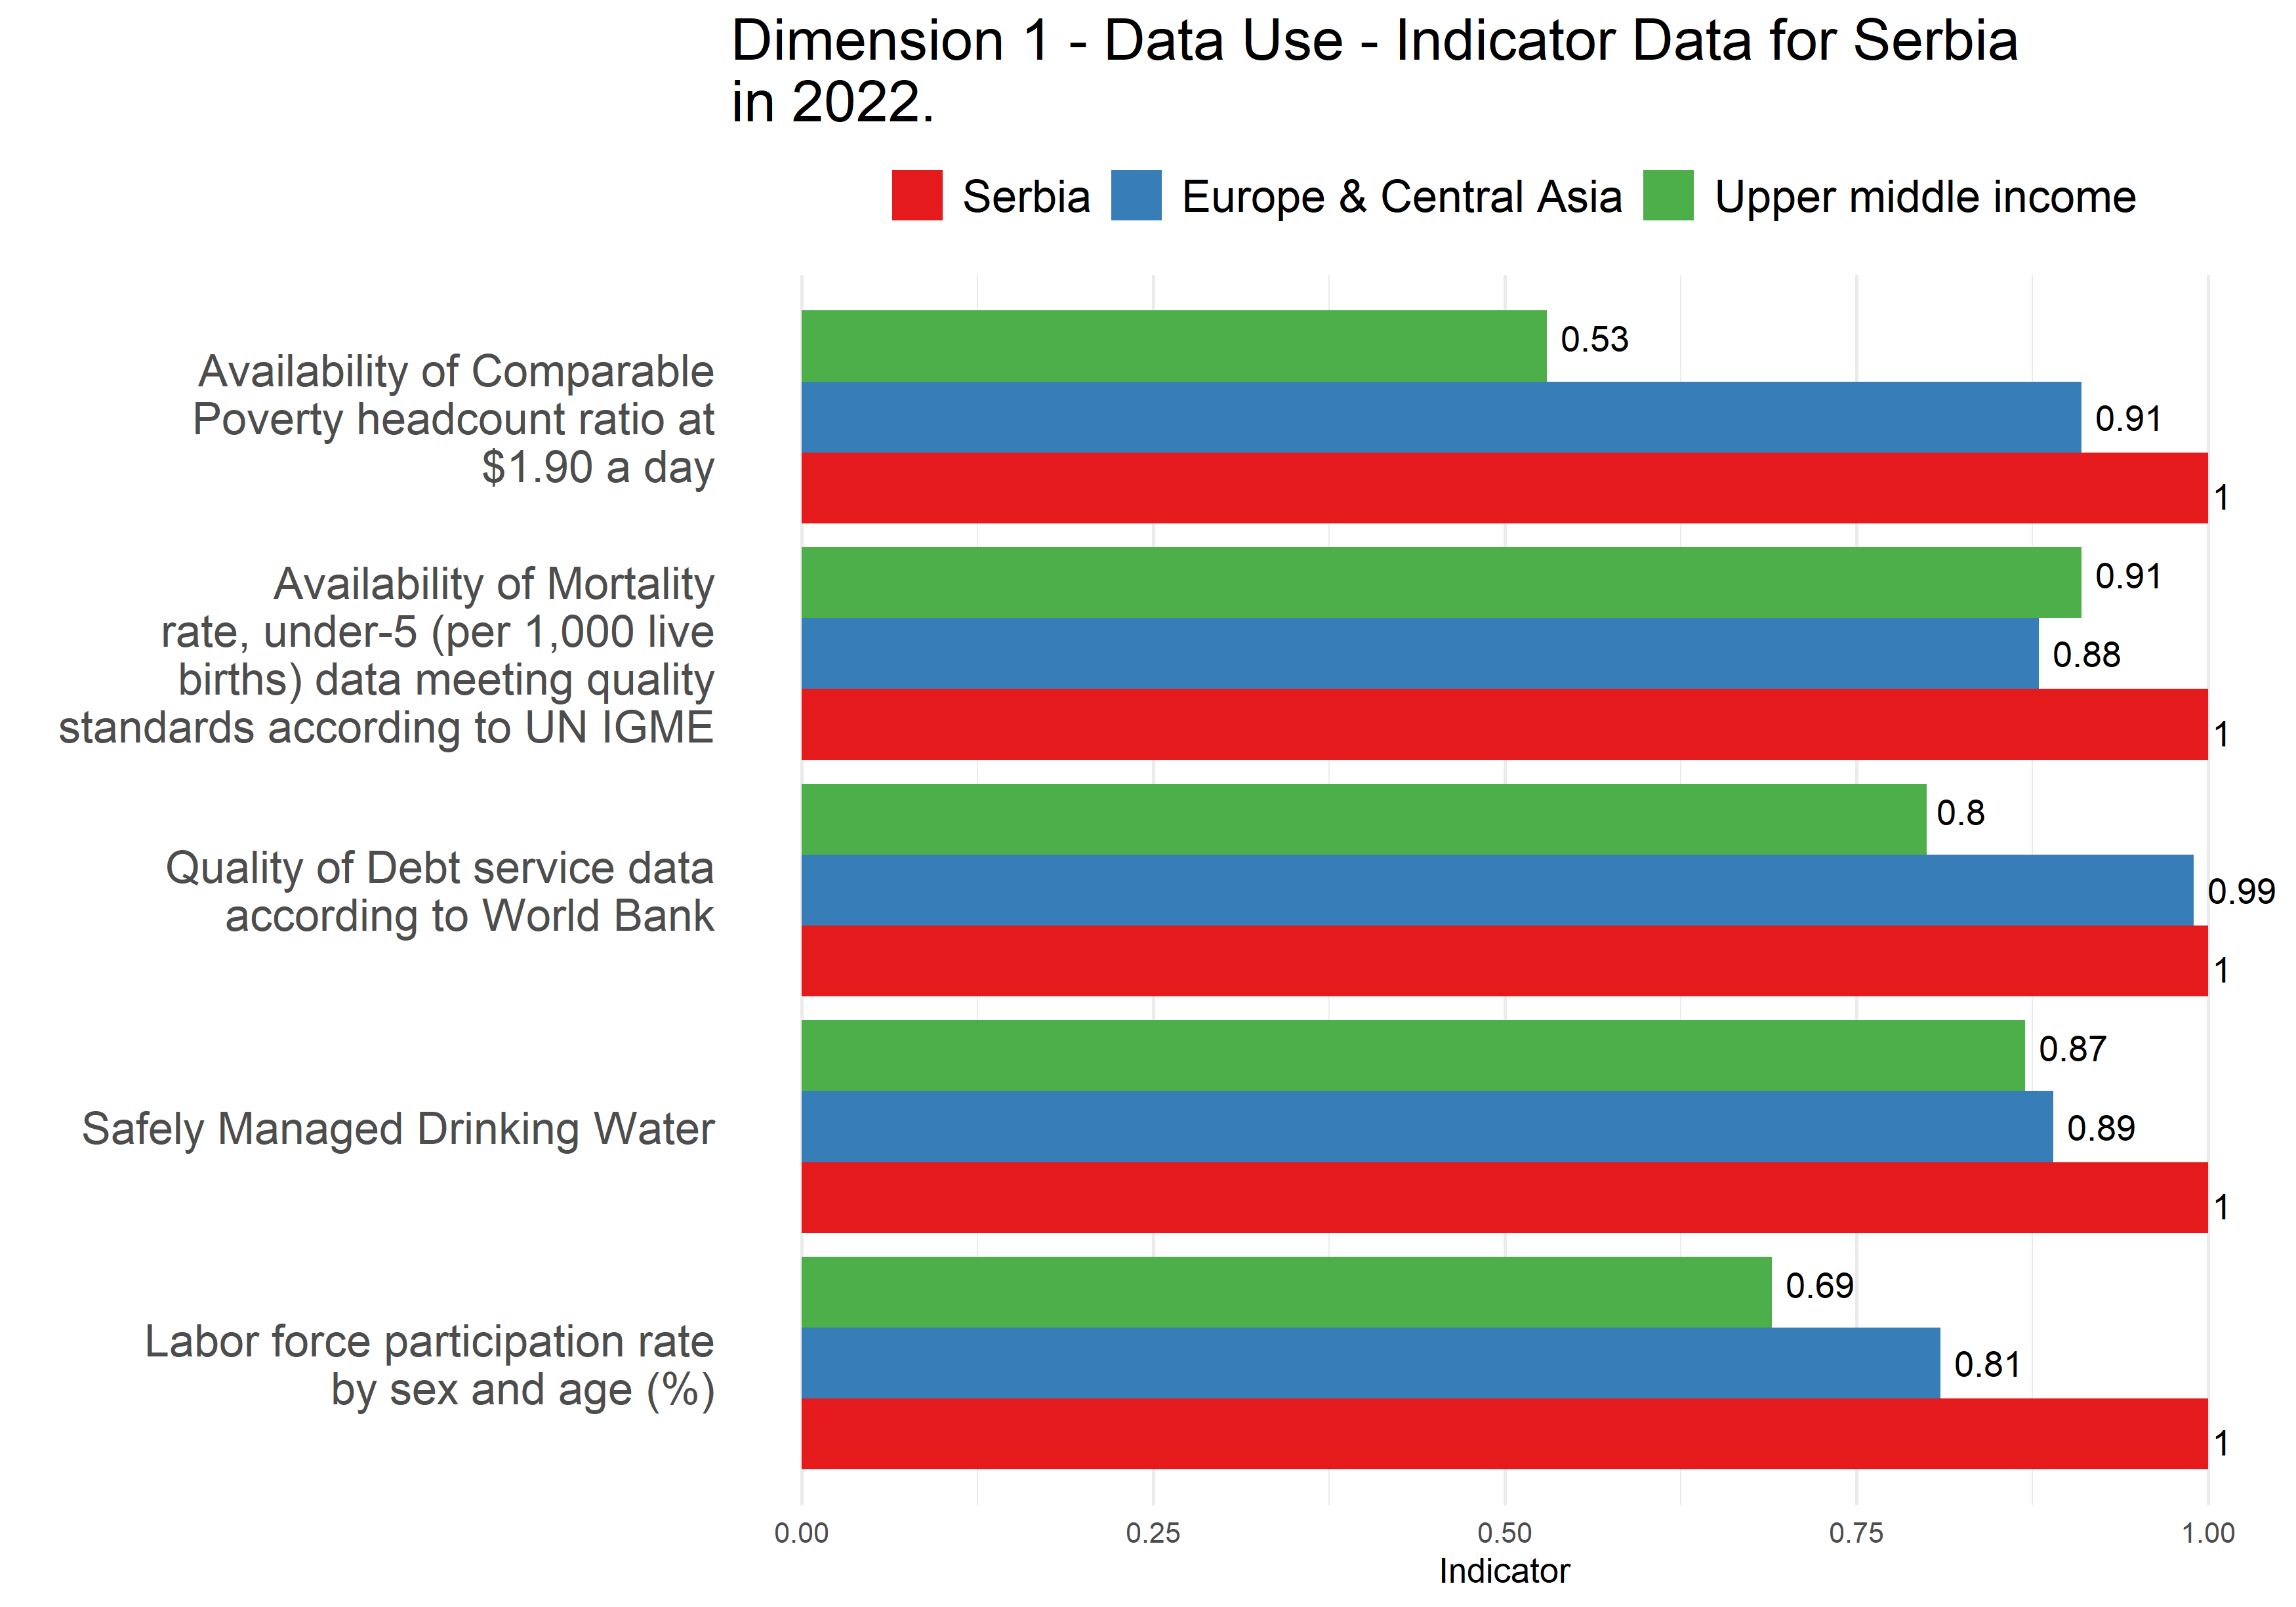 Dimension 1 - Data Use - Indicator Data for Serbia
in 2022.
Serbia
Europe & Central Asia
Upper middle income
Availability of Comparable
Poverty headcount ratio at
$1.90 a day
0.53
0.91
1
Availability of Mortality
rate, under-5 (per 1,000 live
births) data meeting quality
standards according to UN IGME
0.91
0.88
1
Quality of Debt service data
according to World Bank
0.8
0.99
1
Safely Managed Drinking Water
0.87
0.89
1
Labor force participation rate
by sex and age (%)
0.69
0.81
1
0.00
0.25
0.50
0.75
1.00
Indicator